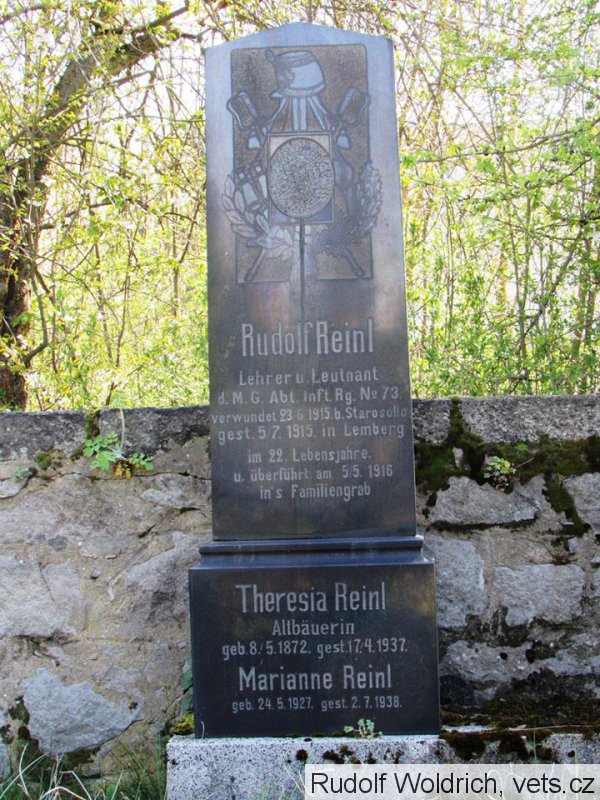 Rudolf Reinl
Lehrer u. Leutnant
d. M. G. Abt. Inft. Rg. No 73.
verwundet 23./6 1915. b. Starosollo
gest. 5./7. 1915. in Lemberg
im 22. Lebensjahre.
u. überführt am 5./5. 1916
in's Familiengrab
Theresia Reinl
Altbäuerin
geb. 8./5. 1872. gest. 17.4. 1937.
Marianne Reinl
geb. 24.5. 1927. gest. 2.7. 1938.
Rudolf Woldrich, vets.cz